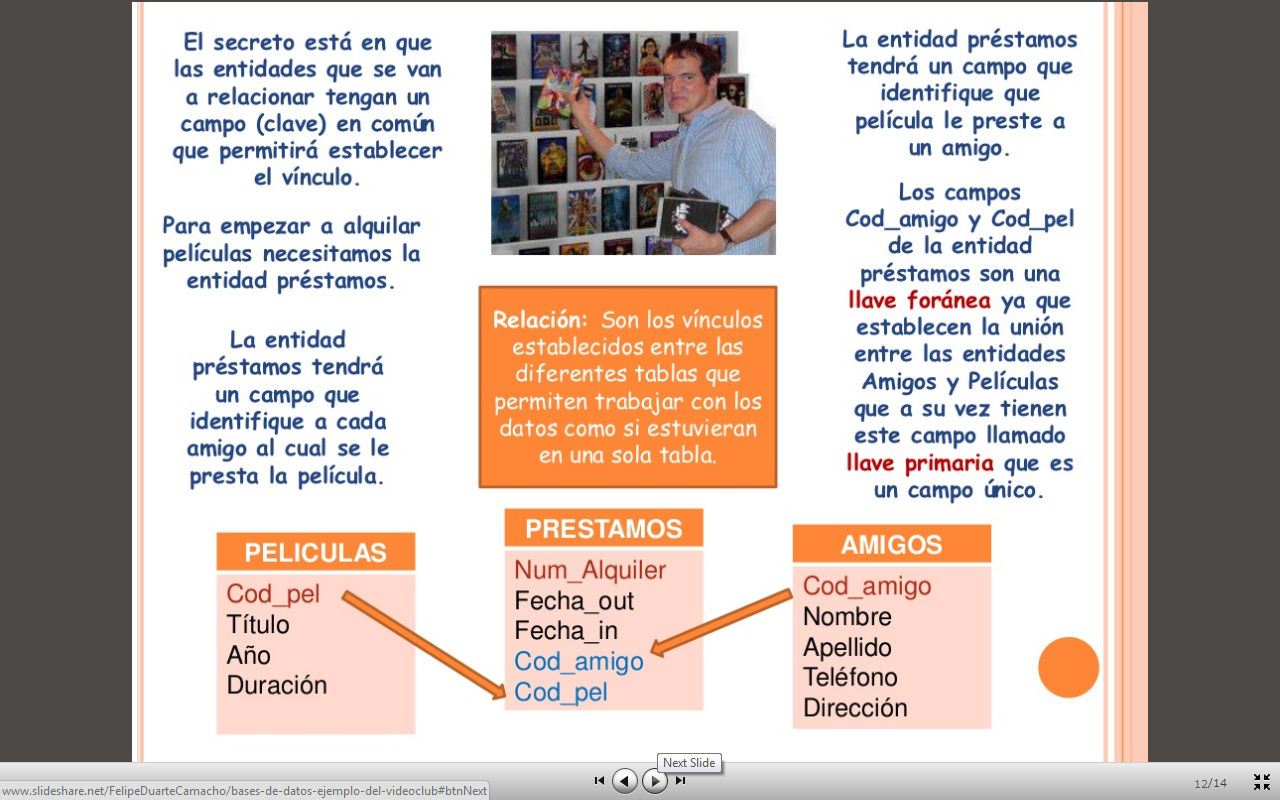 El secreto está en que
las entidades que se van
a relacionar tengan un
campo (clave) en común
que permitirá establecer
el vínculo.
Para empezar a alquilar
películas necesitamos la
entidad préstamos.
La entidad
préstamos tendrá
un campo que
identifique a cada
amigo al cual se le
presta la película.
Relación: Son los vínculos
establecidos entre las
diferentes tablas que
permiten trabajar con los
datos como si estuvieran
en una sola tabla.
La entidad préstamos
tendrá un campo que
identifique que
película le preste a
un amigo.
Los campos
Cod_amigo y Cod_pel
de la entidad
préstamos son una
llave foránea ya que
establecen la unión
entre las entidades
Amigos y Películas
que a su vez tienen
este campo llamado
llave primaria que es
un campo único.
PELICULAS
Cod_pel
Título
Año
Duración
PRESTAMOS
Num_Alquiler
Fecha_out
Fecha_in
Cod_amigo
Cod_pel
AMIGOS
Cod_amigo
Nombre
Apellido
Teléfono
Dirección
Next Slide
12/14
www.slideshare.net/FelipeDuarteCamacho/bases-de-datos-ejemplo-del-videoclub#btnNext